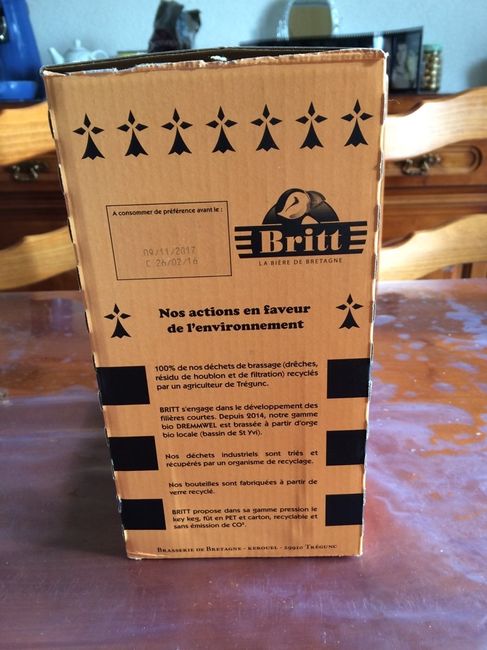 A consommer de préférence avant le :
09/11/2017
C 26/02/16
Britt
LA BIÈRE DE BRETAGNE
Nos actions en faveur
de l'environnement
100% de nos déchets de brassage (drêches,
résidu de houblon et de filtration) recyclés
par un agriculteur de Trégunc.
BRITT s'engage dans le développement des
filières courtes. Depuis 2014, notre gamme
bio DREMMWEL est brassée à partir d'orge
bio locale (bassin de St Yvi).
Nos déchets industriels sont triés et
récupérés par un organisme de recyclage.
Nos bouteilles sont fabriquées à partir de
verre recyclé.
BRITT propose dans sa gamme pression le
key keg, fût en PET et carton, recyclable et
sans émission de CO².
BRASSERIE DE BRETAGNE - KEROUEL - 29910 TRÉGUNC